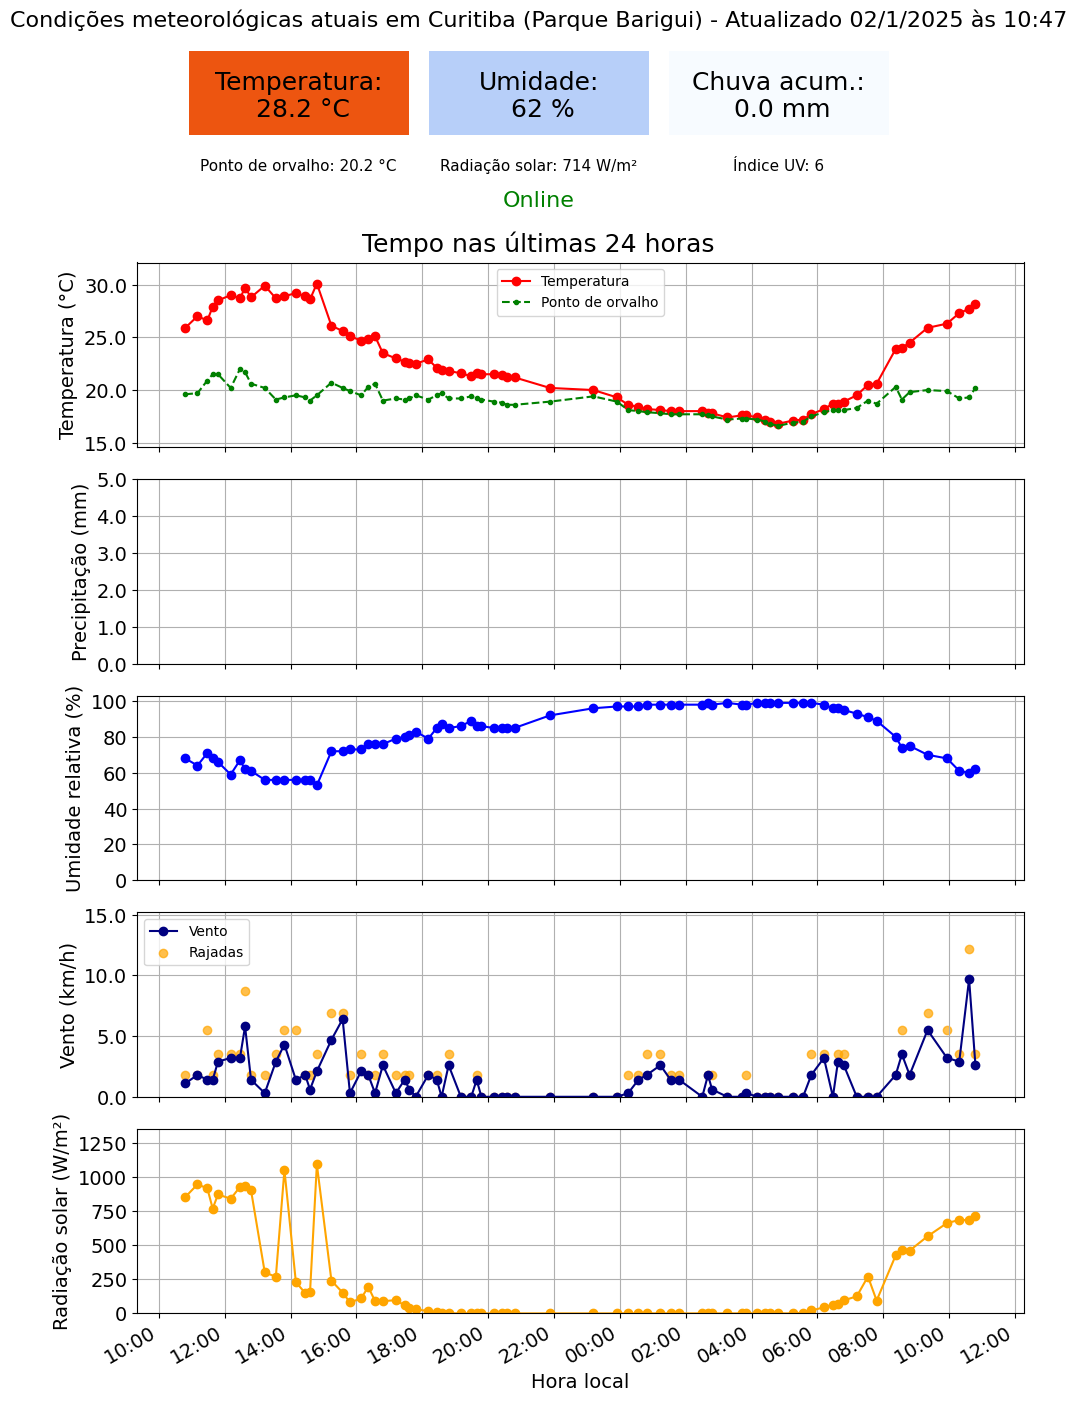 Condições meteorológicas atuais em Curitiba (Parque Barigui) - Atualizado 02/1/2025 às 10:47
Temperatura:
28.2 °C
Umidade:
62 %
Chuva acum.:
0.0 mm
Ponto de orvalho: 20.2 °C
Radiação solar: 714 W/m²
Índice UV: 6
Online
Tempo nas últimas 24 horas
Temperatura (°C)
30.0
25.0
20.0
15.0
Temperatura
Ponto de orvalho
Precipitação (mm)
5.0
4.0
3.0
2.0
1.0
0.0
Umidade relativa (%)
100
80
60
40
20
0
Vento (km/h)
15.0
10.0
5.0
0.0
Vento
Rajadas
Radiação solar (W/m²)
1250
1000
750
500
250
0
10:00
12:00
14:00
16:00
18:00
20:00
22:00
00:00
02:00
04:00
06:00
08:00
10:00
12:00
Hora local